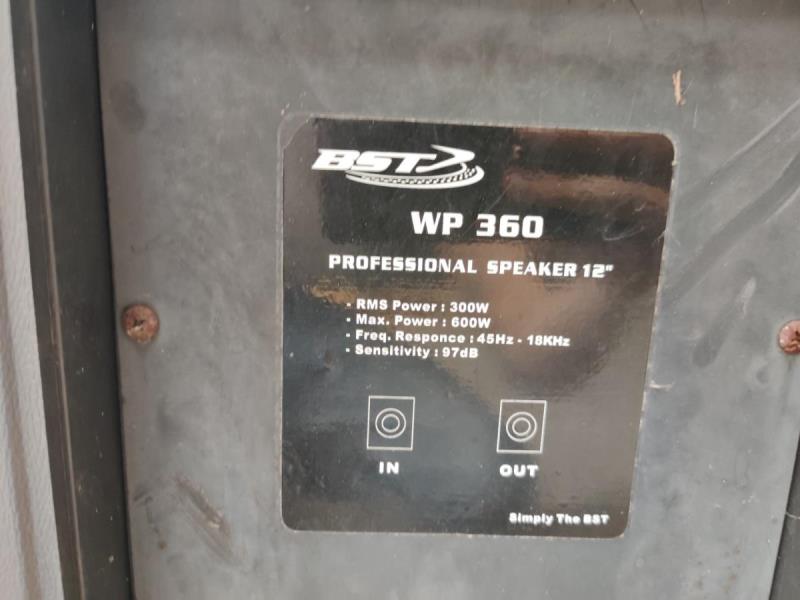 BST
WP 360
PROFESSIONAL SPEAKER 12"
- RMS Power : 300W
- Max. Power : 600W
- Freq. Responce : 45Hz - 18KHz
- Sensitivity : 97dB
IN OUT
Simply The BST